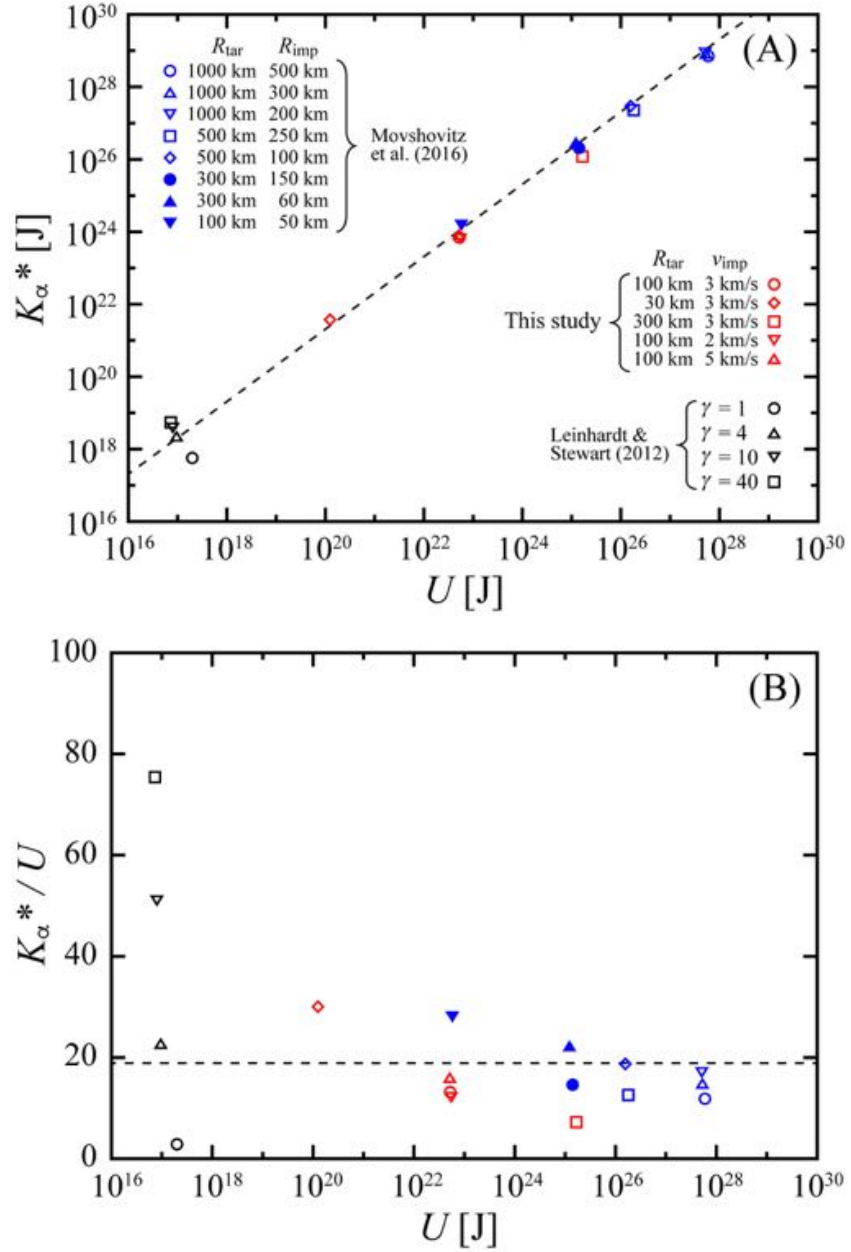 (A)
K_α* [J]
10^30
10^28
10^26
10^24
10^22
10^20
10^18
10^16
R_tar R_imp
1000 km 500 km
1000 km 300 km
1000 km 200 km
500 km 250 km
500 km 100 km
300 km 150 km
300 km 60 km
100 km 50 km
Movshovitz
et al. (2016)
R_tar v_imp
100 km 3 km/s
30 km 3 km/s
300 km 3 km/s
100 km 2 km/s
100 km 5 km/s
This study
Leinhardt &
Stewart (2012)
γ = 1
γ = 4
γ = 10
γ = 40
10^16 10^18 10^20 10^22 10^24 10^26 10^28 10^30
U [J]
(B)
K_α* / U
100
80
60
40
20
0
10^16 10^18 10^20 10^22 10^24 10^26 10^28 10^30
U [J]